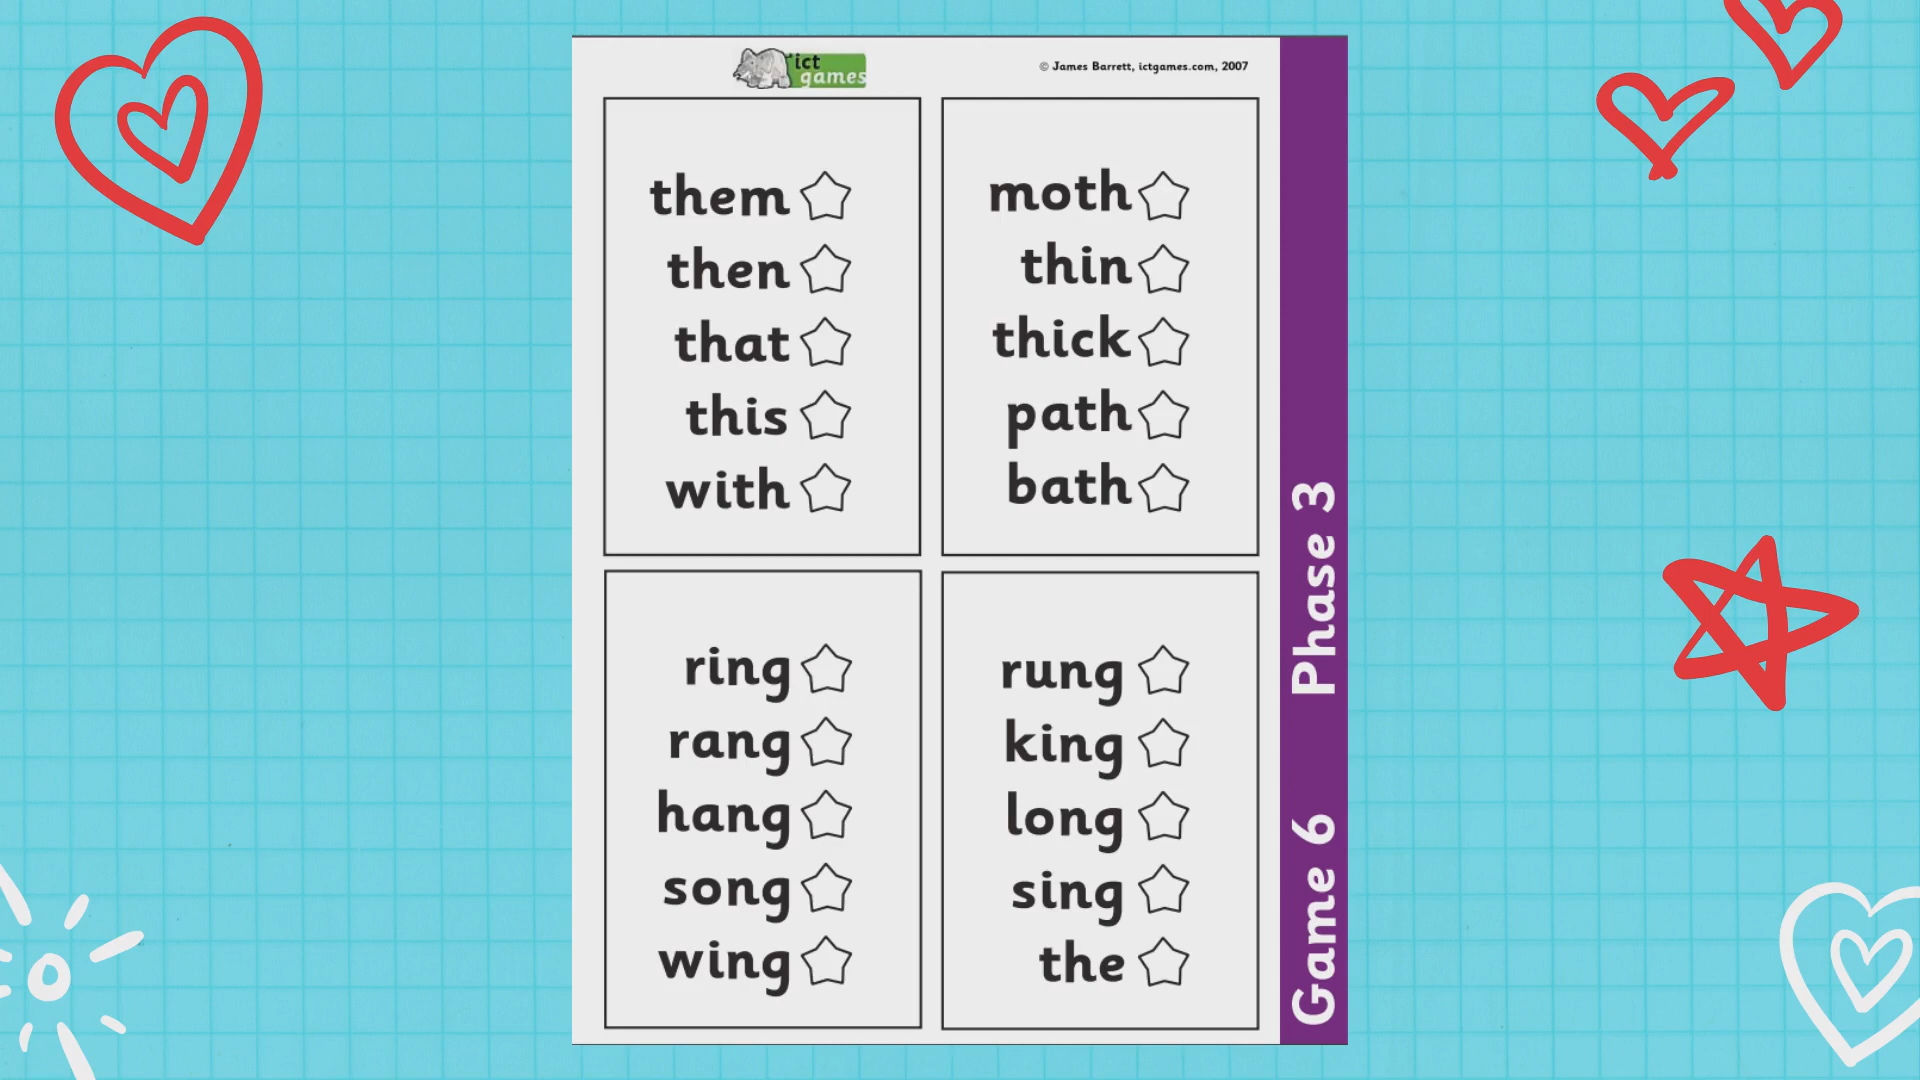 ict
games
© James Barrett, ictgames.com, 2007
them
then
that
this
with
moth
thin
thick
path
bath
ring
rang
hang
song
wing
rung
king
long
sing
the
Game 6 Phase 3